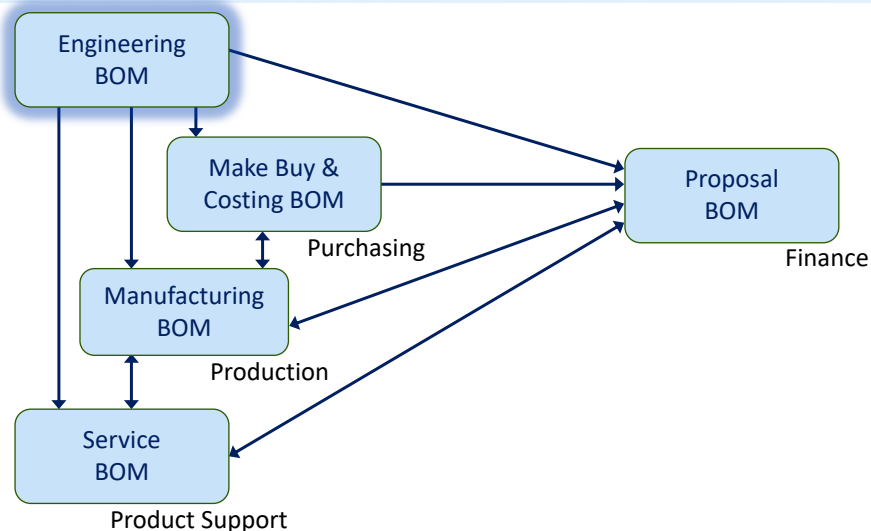 Engineering
BOM
Make Buy &
Costing BOM
Purchasing
Proposal
BOM
Finance
Manufacturing
BOM
Production
Service
BOM
Product Support